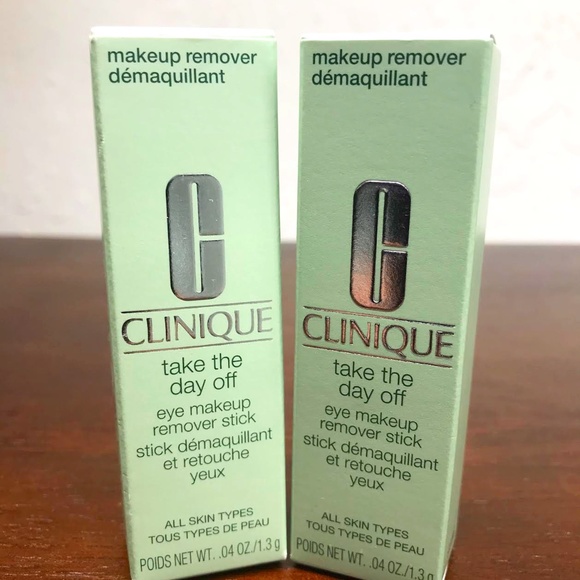 makeup remover
démaquillant
C
CLINIQUE
take the
day off
eye makeup
remover stick
stick démaquillant
et retouche
yeux
ALL SKIN TYPES
TOUS TYPES DE PEAU
POIDS NET WT. .04 OZ./1.3 g
makeup remover
démaquillant
C
CLINIQUE
take the
day off
eye makeup
remover stick
stick démaquillant
et retouche
yeux
ALL SKIN TYPES
TOUS TYPES DE PEAU
POIDS NET WT. .04 OZ./1.3 g